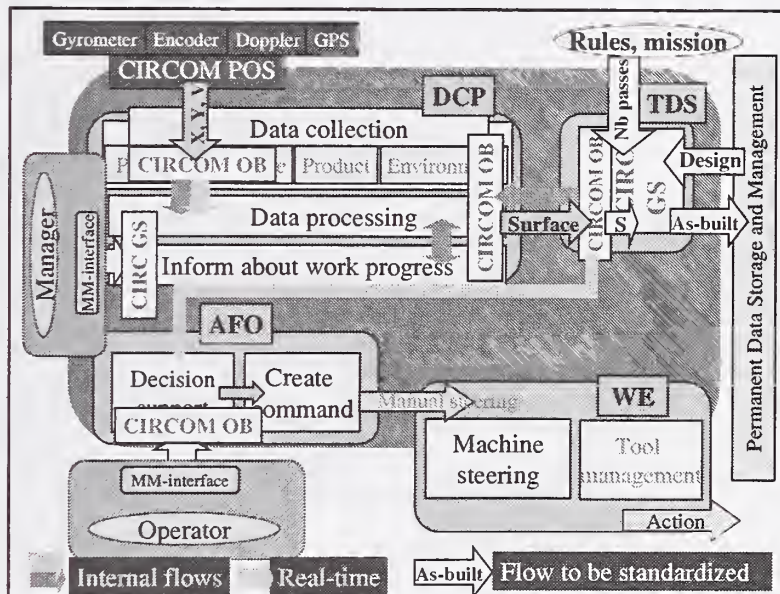 Gyrometer Encoder Doppler GPS
CIRCOM POS
Rules, mission
X, Y, V
Nb passes
DCP
TDS
Data collection
CIRCOM OB
Product
CIRCOM OB
CIRCOM OB
GS
Design
Data processing
Surface
S
As-built
Manager
MM-interface
CIRC GS
Inform about work progress
Permanent Data Storage and Management
AFO
Decision
Create
command
CIRCOM OB
Manual steering
WE
Machine
steering
Tool
management
MM-interface
Operator
Action
Internal flows
Real-time
As-built
Flow to be standardized